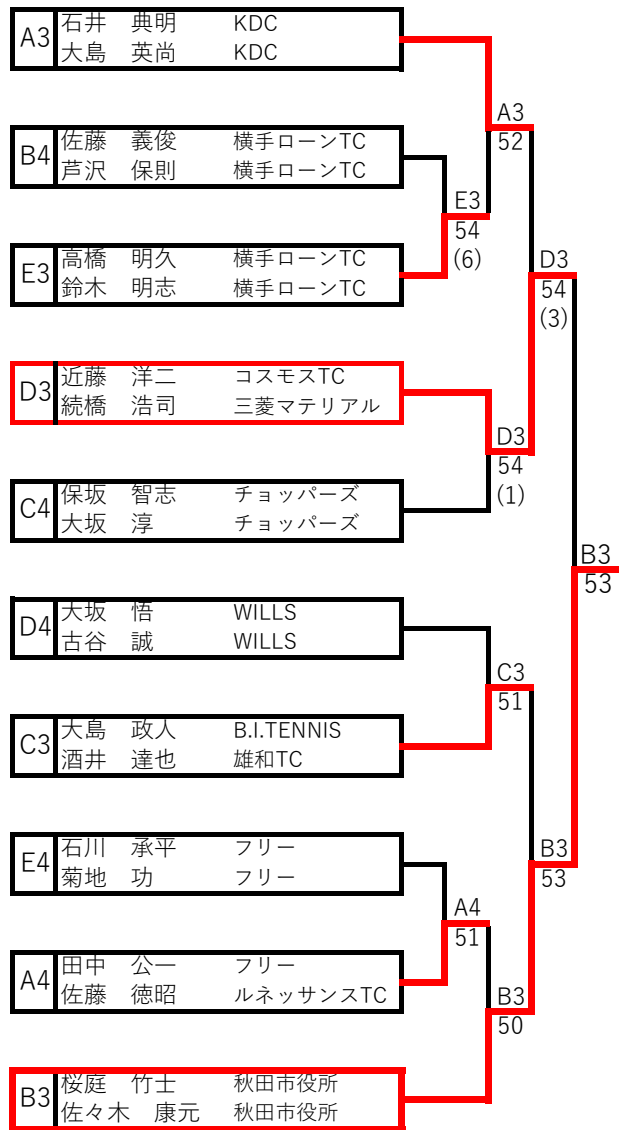 A3 石井 典明 KDC
大島 英尚 KDC
A3
52
B4 佐藤 義俊 横手ローンTC
芦沢 保則 横手ローンTC
E3
54
(6)
E3 高橋 明久 横手ローンTC
鈴木 明志 横手ローンTC
D3
54
(3)
D3 近藤 洋二 コスモスTC
続橋 浩司 三菱マテリアル
D3
54
(1)
C4 保坂 智志 チョッパーズ
大坂 淳 チョッパーズ
B3
53
D4 大坂 悟 WILLS
古谷 誠 WILLS
C3
51
C3 大島 政人 B.I.TENNIS
酒井 達也 雄和TC
E4 石川 承平 フリー
菊地 功 フリー
B3
53
A4
51
A4 田中 公一 フリー
佐藤 徳昭 ルネッサンスTC
B3
50
B3 桜庭 竹士 秋田市役所
佐々木 康元 秋田市役所